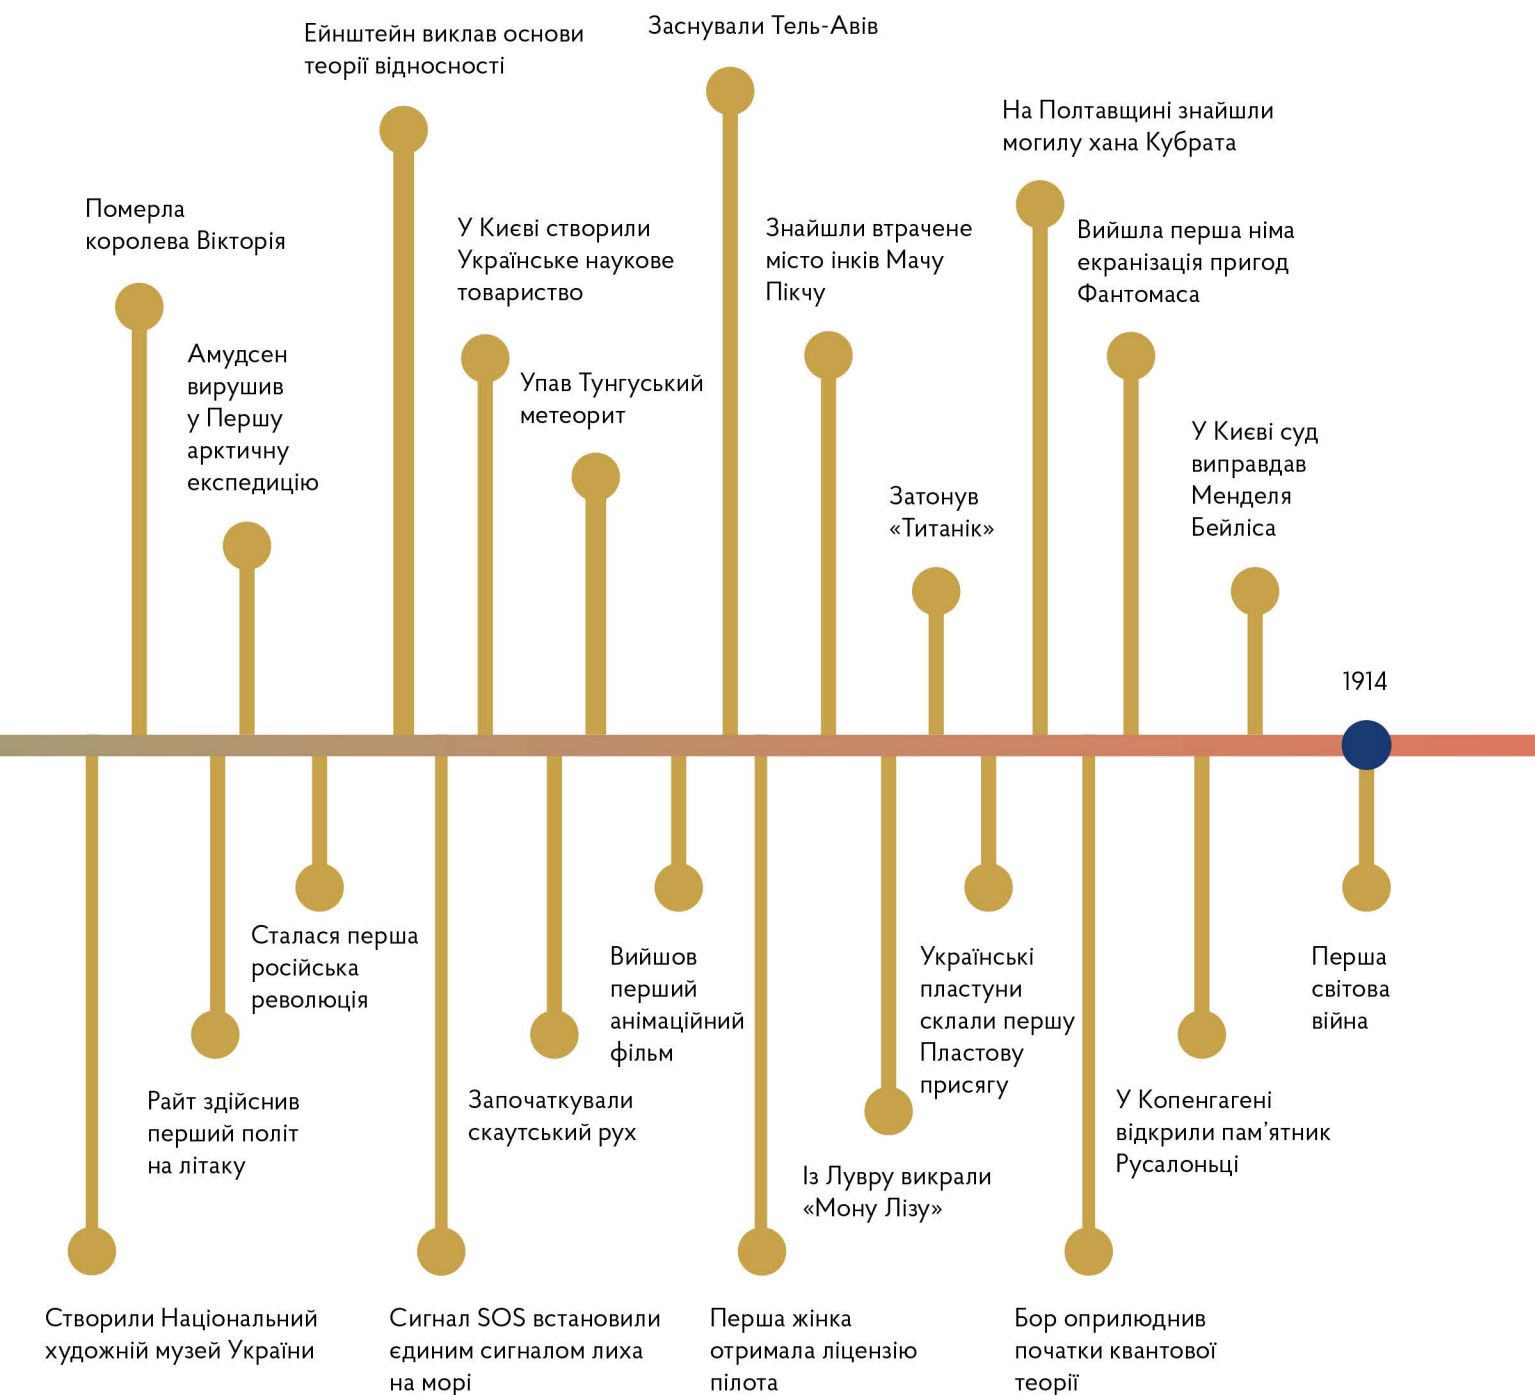 Ейнштейн виклав основи
теорії відносності
Заснували Тель-Авів
На Полтавщині знайшли
могилу хана Кубрата
Померла
королева Вікторія
У Києві створили
Українське наукове
товариство
Знайшли втрачене
місто інків Мачу
Пікчу
Вийшла перша німа
екранізація пригод
Фантомаса
Амудсен
вирушив
у Першу
арктичну
експедицію
Упав Тунгуський
метеорит
Затонув
«Титанік»
У Києві суд
виправдав
Менделя
Бейліса
1914
Сталася перша
російська
революція
Вийшов
перший
анімаційний
фільм
Українські
пластуни
склали першу
Пластову
присягу
Перша
світова
війна
Райт здійснив
перший політ
на літаку
Започаткували
скаутський рух
Із Лувру викрали
«Мону Лізу»
У Копенгагені
відкрили пам’ятник
Русалоньці
Створили Національний
художній музей України
Сигнал SOS встановили
єдиним сигналом лиха
на морі
Перша жінка
отримала ліцензію
пілота
Бор оприлюднив
початки квантової
теорії